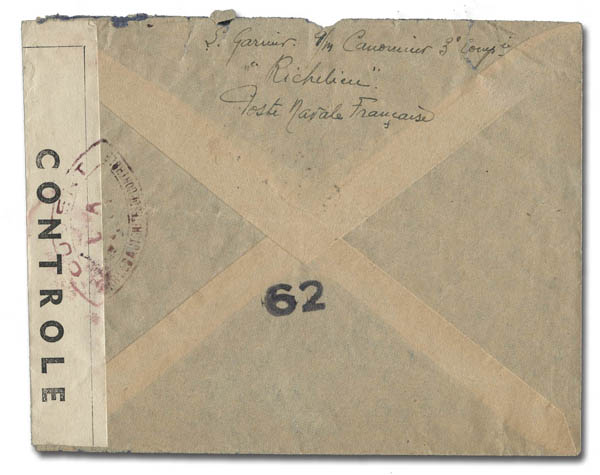 S. Garnier. q/m Canonnier 3e Compie
"Richelieu".
Poste Navale Française
CONTROLE
62